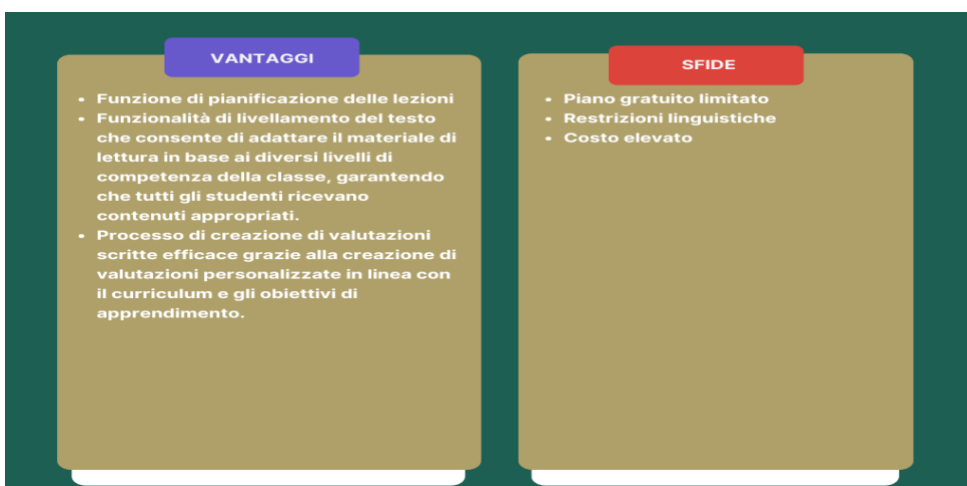 VANTAGGI
• Funzione di pianificazione delle lezioni
• Funzionalità di livellamento del testo
che consente di adattare il materiale di
lettura in base ai diversi livelli di
competenza della classe, garantendo
che tutti gli studenti ricevano
contenuti appropriati.
• Processo di creazione di valutazioni
scritte efficace grazie alla creazione di
valutazioni personalizzate in linea con
il curriculum e gli obiettivi di
apprendimento.
SFIDE
• Piano gratuito limitato
• Restrizioni linguistiche
• Costo elevato